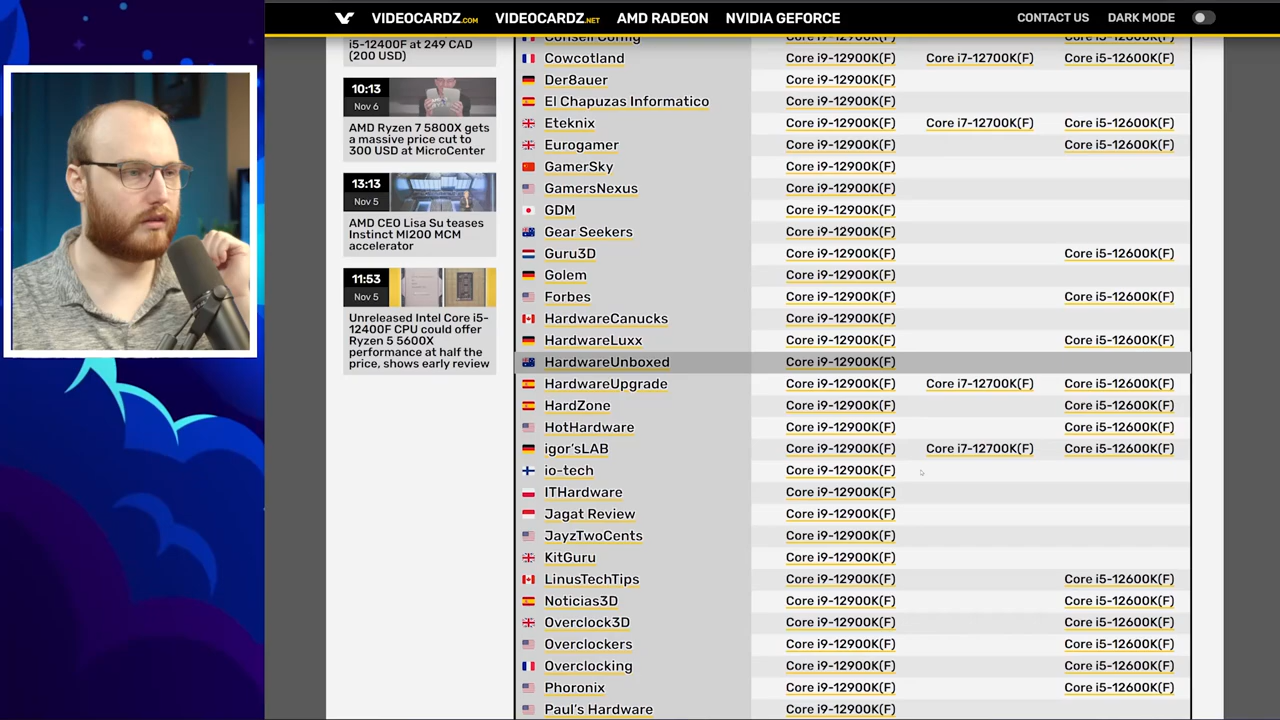 VIDEOCARDZ.COM VIDEOCARDZ.NET AMD RADEON NVIDIA GEFORCE CONTACT US DARK MODE
i5-12400F at 249 CAD
(200 USD)
10:13
Nov 6
AMD Ryzen 7 5800X gets
a massive price cut to
300 USD at MicroCenter
13:13
Nov 5
AMD CEO Lisa Su teases
Instinct MI200 MCM
accelerator
11:53
Nov 5
Unreleased Intel Core i5-
12400F CPU could offer
Ryzen 5 5600X
performance at half the
price, shows early review
Conseil Config Core i9-12900K(F) Core i5-12600K(F)
Cowcotland Core i9-12900K(F) Core i7-12700K(F) Core i5-12600K(F)
Der8auer Core i9-12900K(F)
El Chapuzas Informatico Core i9-12900K(F)
Eteknix Core i9-12900K(F) Core i7-12700K(F) Core i5-12600K(F)
Eurogamer Core i9-12900K(F) Core i5-12600K(F)
GamerSky Core i9-12900K(F)
GamersNexus Core i9-12900K(F)
GDM Core i9-12900K(F)
Gear Seekers Core i9-12900K(F)
Guru3D Core i9-12900K(F) Core i5-12600K(F)
Golem Core i9-12900K(F)
Forbes Core i9-12900K(F) Core i5-12600K(F)
HardwareCanucks Core i9-12900K(F)
HardwareLuxx Core i9-12900K(F) Core i5-12600K(F)
HardwareUnboxed Core i9-12900K(F)
HardwareUpgrade Core i9-12900K(F) Core i7-12700K(F) Core i5-12600K(F)
HardZone Core i9-12900K(F) Core i5-12600K(F)
HotHardware Core i9-12900K(F) Core i5-12600K(F)
igor'sLAB Core i9-12900K(F) Core i7-12700K(F) Core i5-12600K(F)
io-tech Core i9-12900K(F)
ITHardware Core i9-12900K(F)
Jagat Review Core i9-12900K(F)
JayzTwoCents Core i9-12900K(F)
KitGuru Core i9-12900K(F)
LinusTechTips Core i9-12900K(F) Core i5-12600K(F)
Noticias3D Core i9-12900K(F) Core i5-12600K(F)
Overclock3D Core i9-12900K(F) Core i5-12600K(F)
Overclockers Core i9-12900K(F) Core i5-12600K(F)
Overclocking Core i9-12900K(F) Core i5-12600K(F)
Phoronix Core i9-12900K(F) Core i5-12600K(F)
Paul's Hardware Core i9-12900K(F)